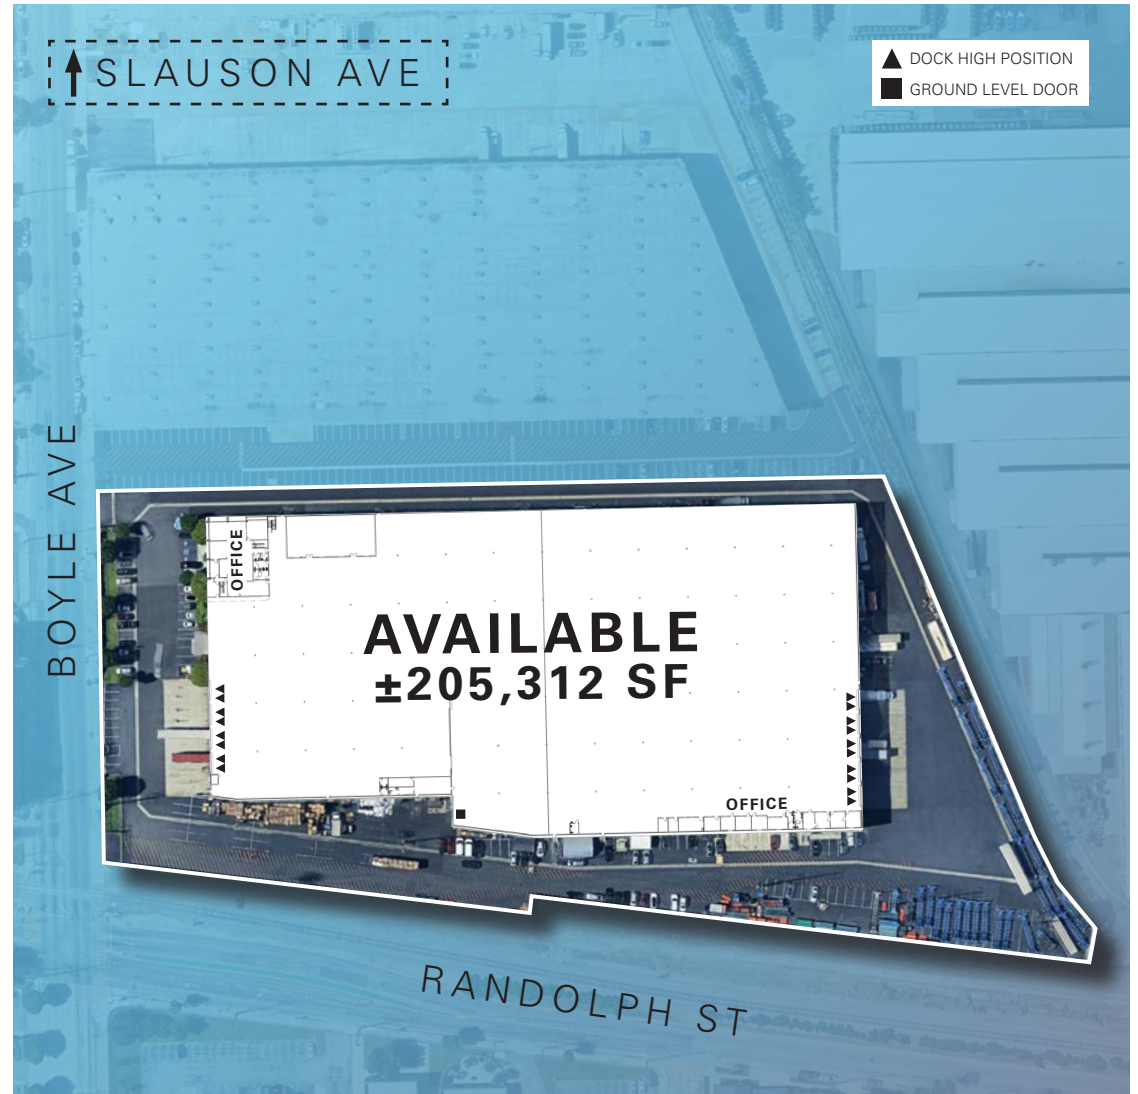 SLAUSON AVE
DOCK HIGH POSITION
GROUND LEVEL DOOR
BOYLE AVE
OFFICE
AVAILABLE
±205,312 SF
OFFICE
RANDOLPH ST